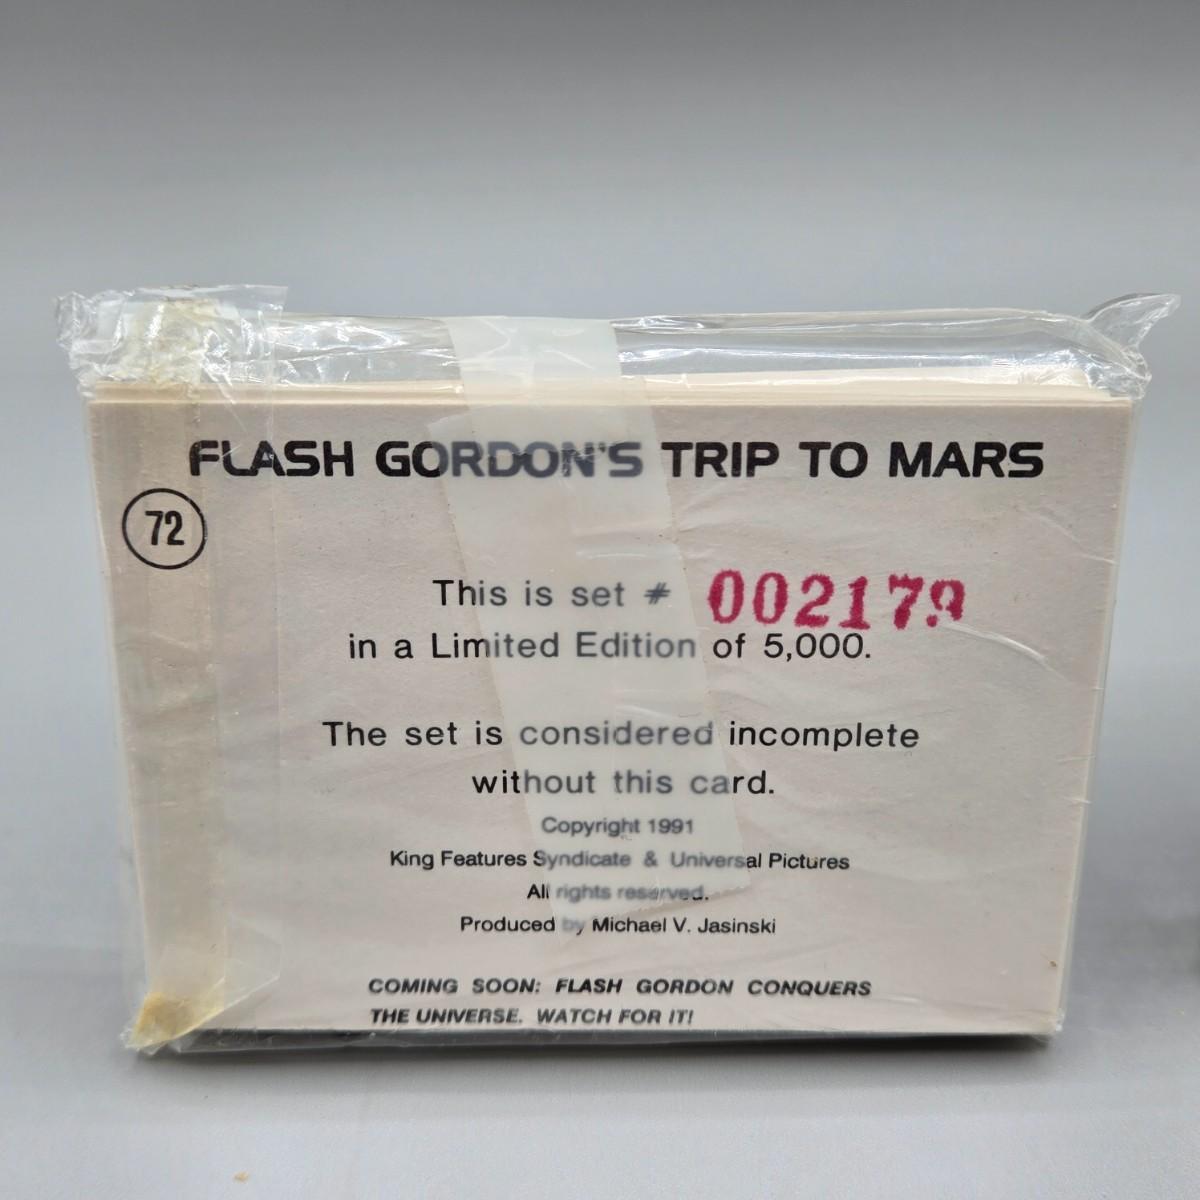 FLASH GORDON'S TRIP TO MARS
72
This is set # 002179
in a Limited Edition of 5,000.
The set is considered incomplete
without this card.
Copyright 1991
King Features Syndicate & Universal Pictures
All rights reserved.
Produced by Michael V. Jasinski
COMING SOON: FLASH GORDON CONQUERS
THE UNIVERSE. WATCH FOR IT!